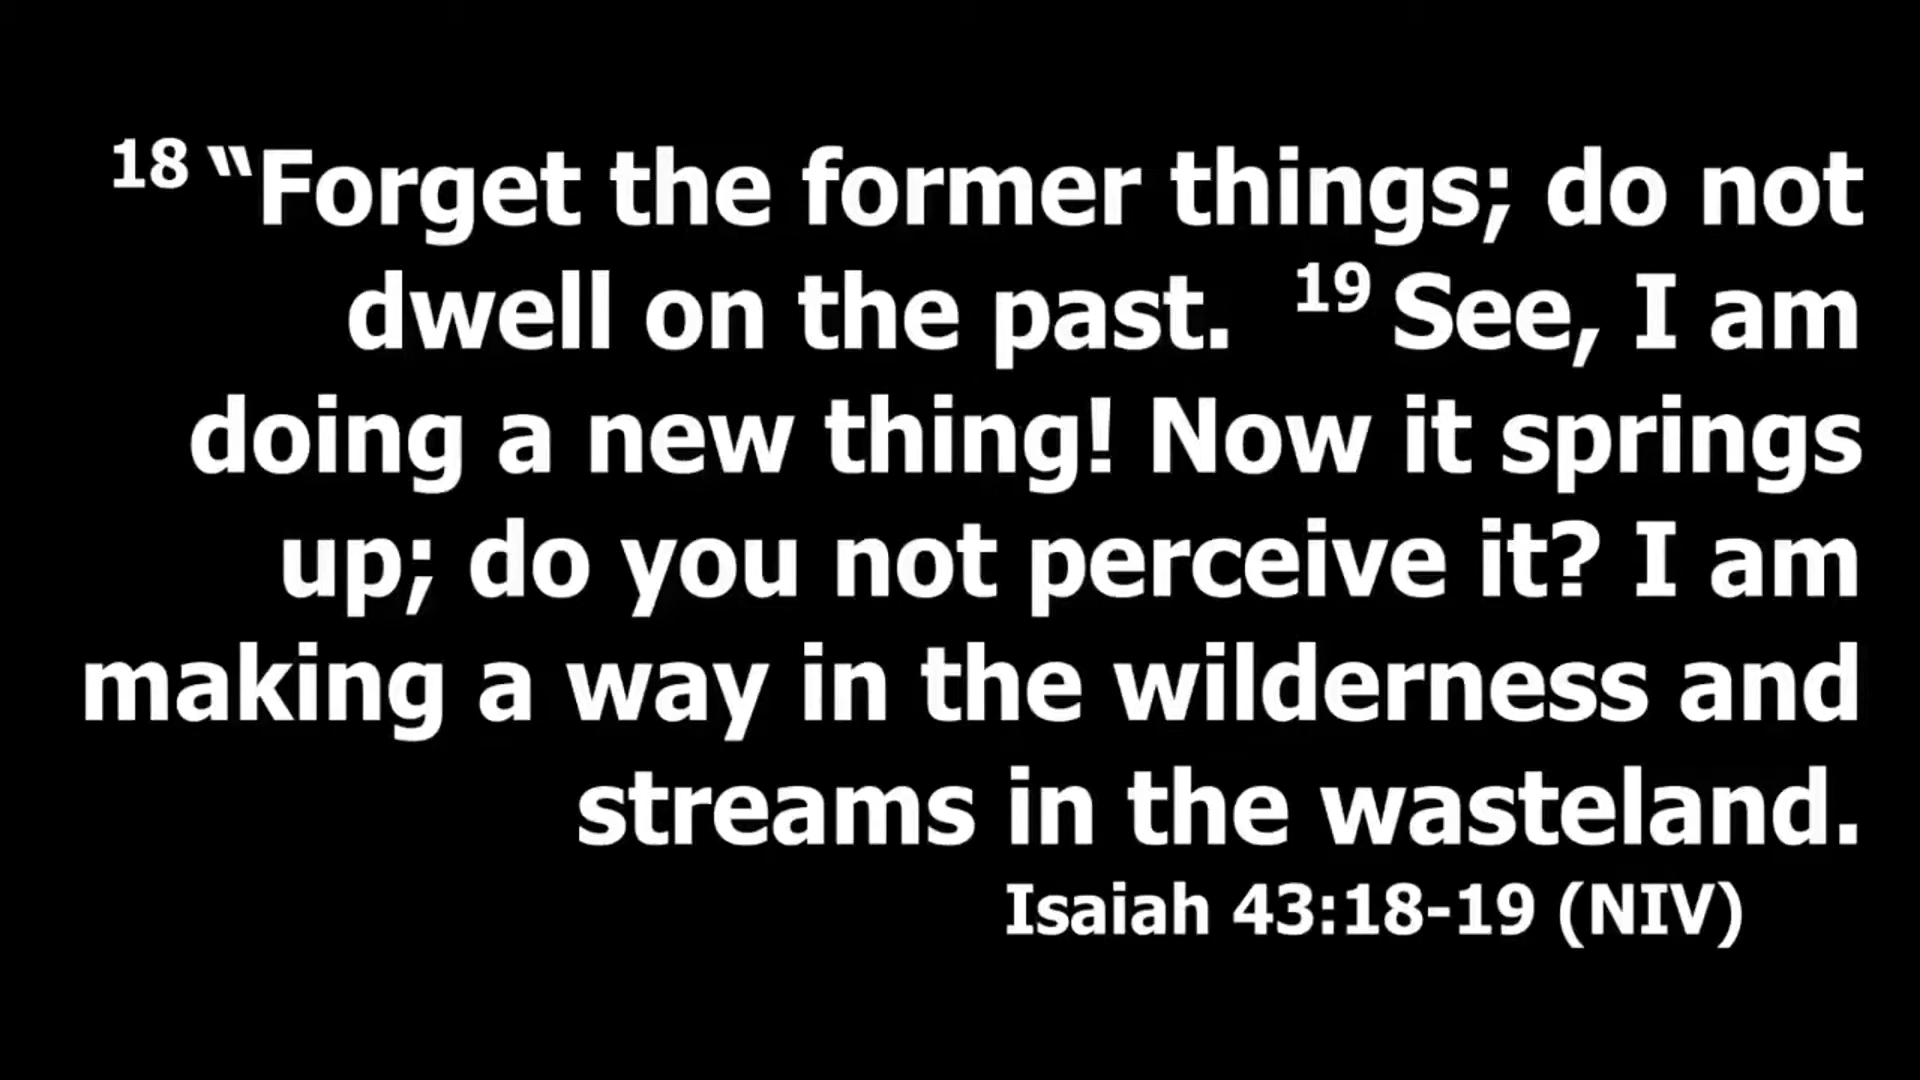 18 “Forget the former things; do not
dwell on the past. 19 See, I am
doing a new thing! Now it springs
up; do you not perceive it? I am
making a way in the wilderness and
streams in the wasteland.
Isaiah 43:18-19 (NIV)